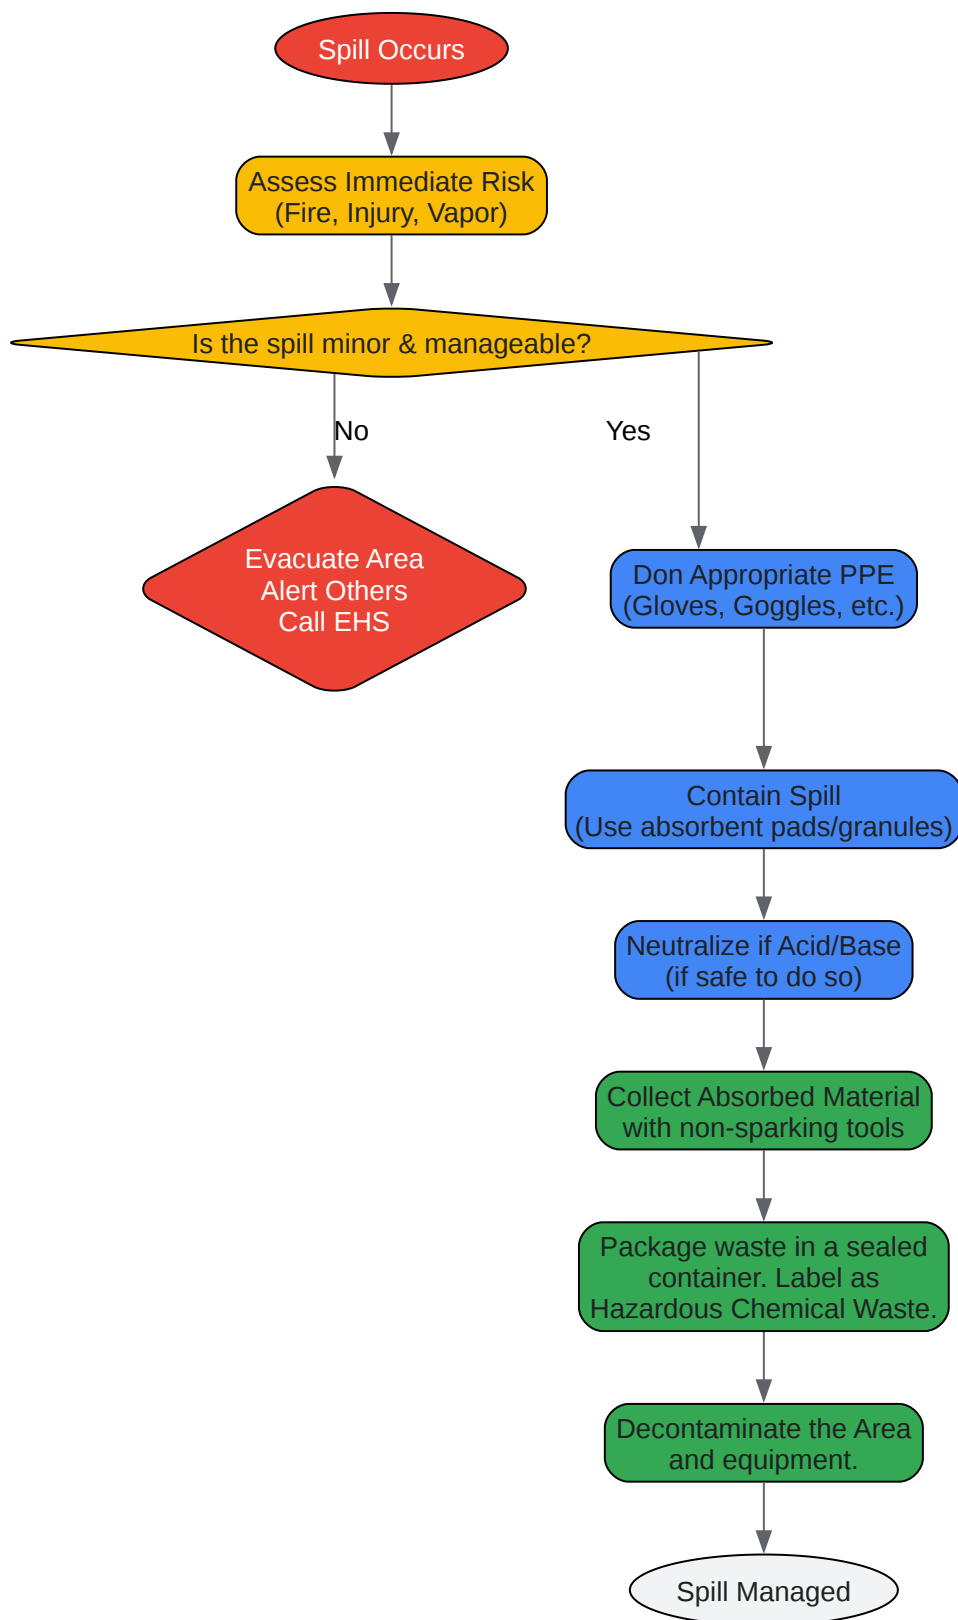 Spill Occurs
Assess Immediate Risk
(Fire, Injury, Vapor)
Is the spill minor & manageable?
No
Yes
Evacuate Area
Alert Others
Call EHS
Don Appropriate PPE
(Gloves, Goggles, etc.)
Contain Spill
(Use absorbent pads/granules)
Neutralize if Acid/Base
(if safe to do so)
Collect Absorbed Material
with non-sparking tools
Package waste in a sealed
container. Label as
Hazardous Chemical Waste.
Decontaminate the Area
and equipment.
Spill Managed